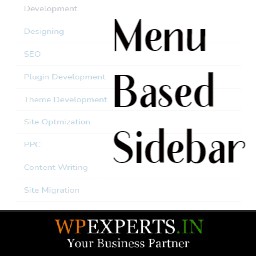 Development
Designing
SEO
Plugin Development
Theme Development
Site Optmization
PPC
Content Writing
Site Migration
Menu
Based
Sidebar
WPEXPERTS.IN
Your Business Partner